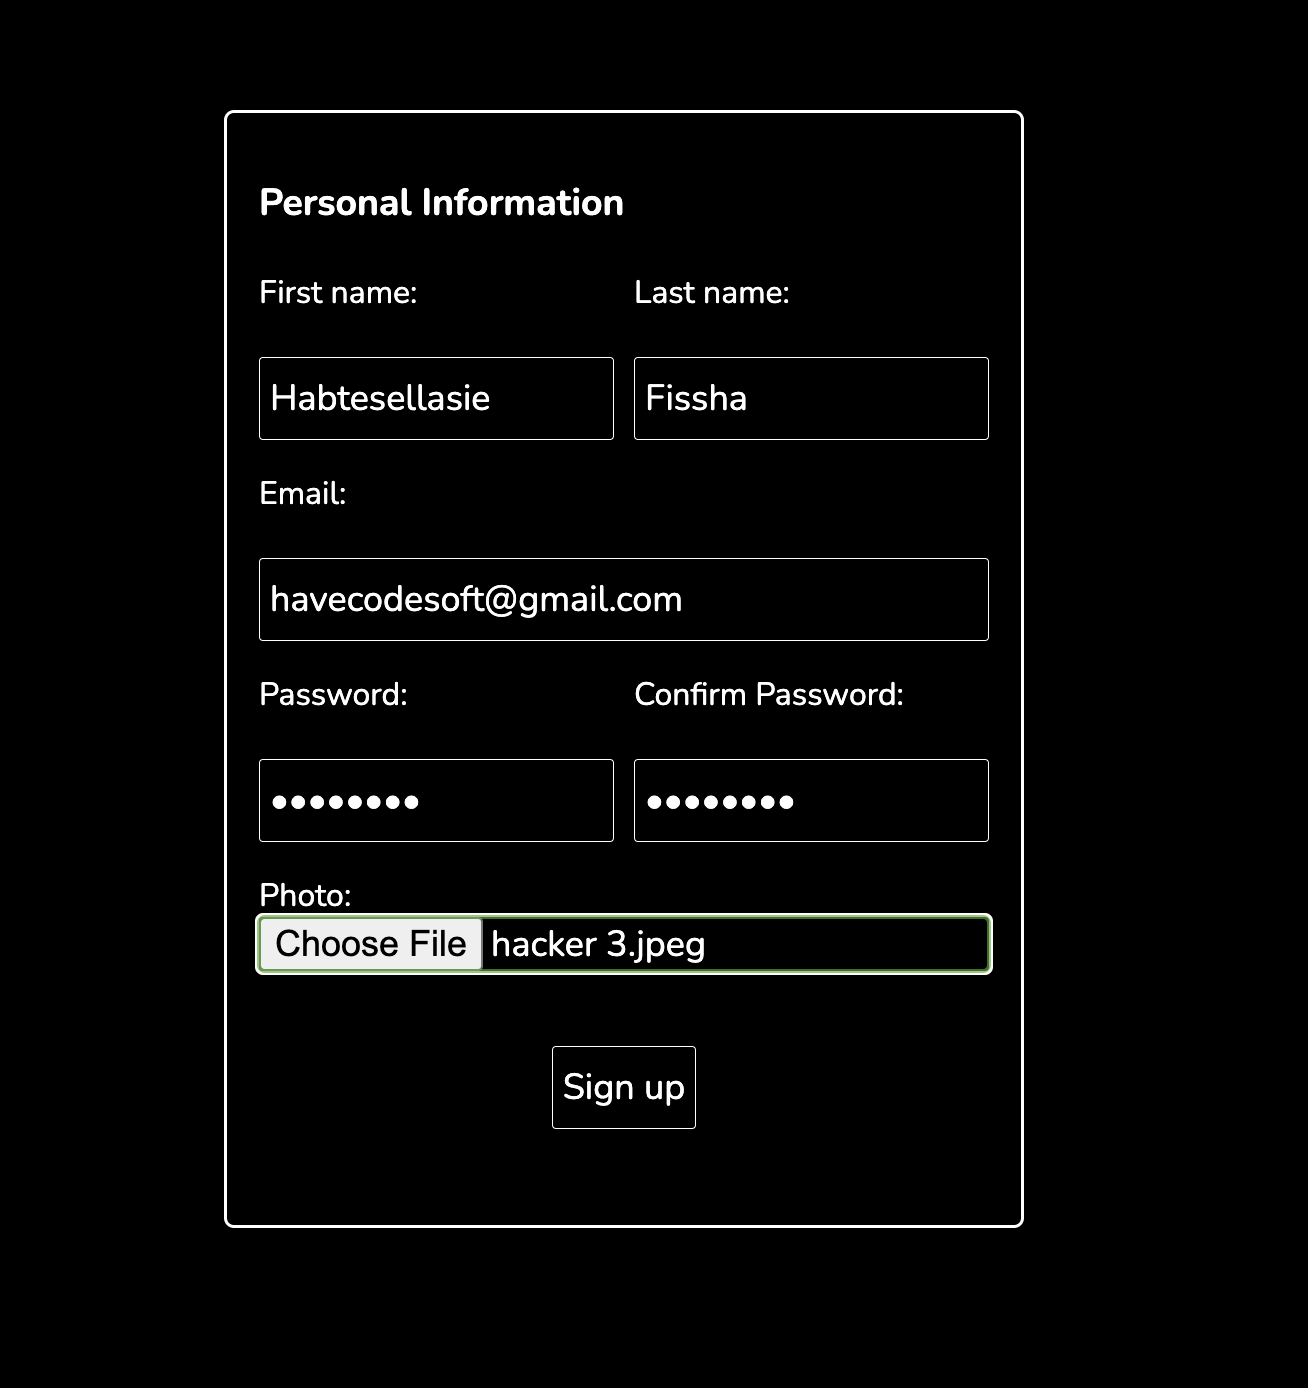 Personal Information
First name: Last name:
Habtesellasie Fissha
Email:
havecodesoft@gmail.com
Password: Confirm Password:
•••••••• ••••••••
Photo:
Choose File hacker 3.jpeg
Sign up